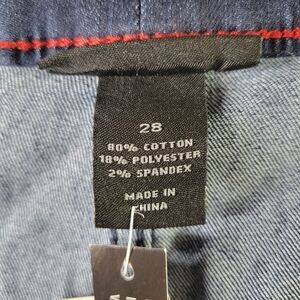 28
80% COTTON
18% POLYESTER
2% SPANDEX
MADE IN
CHINA